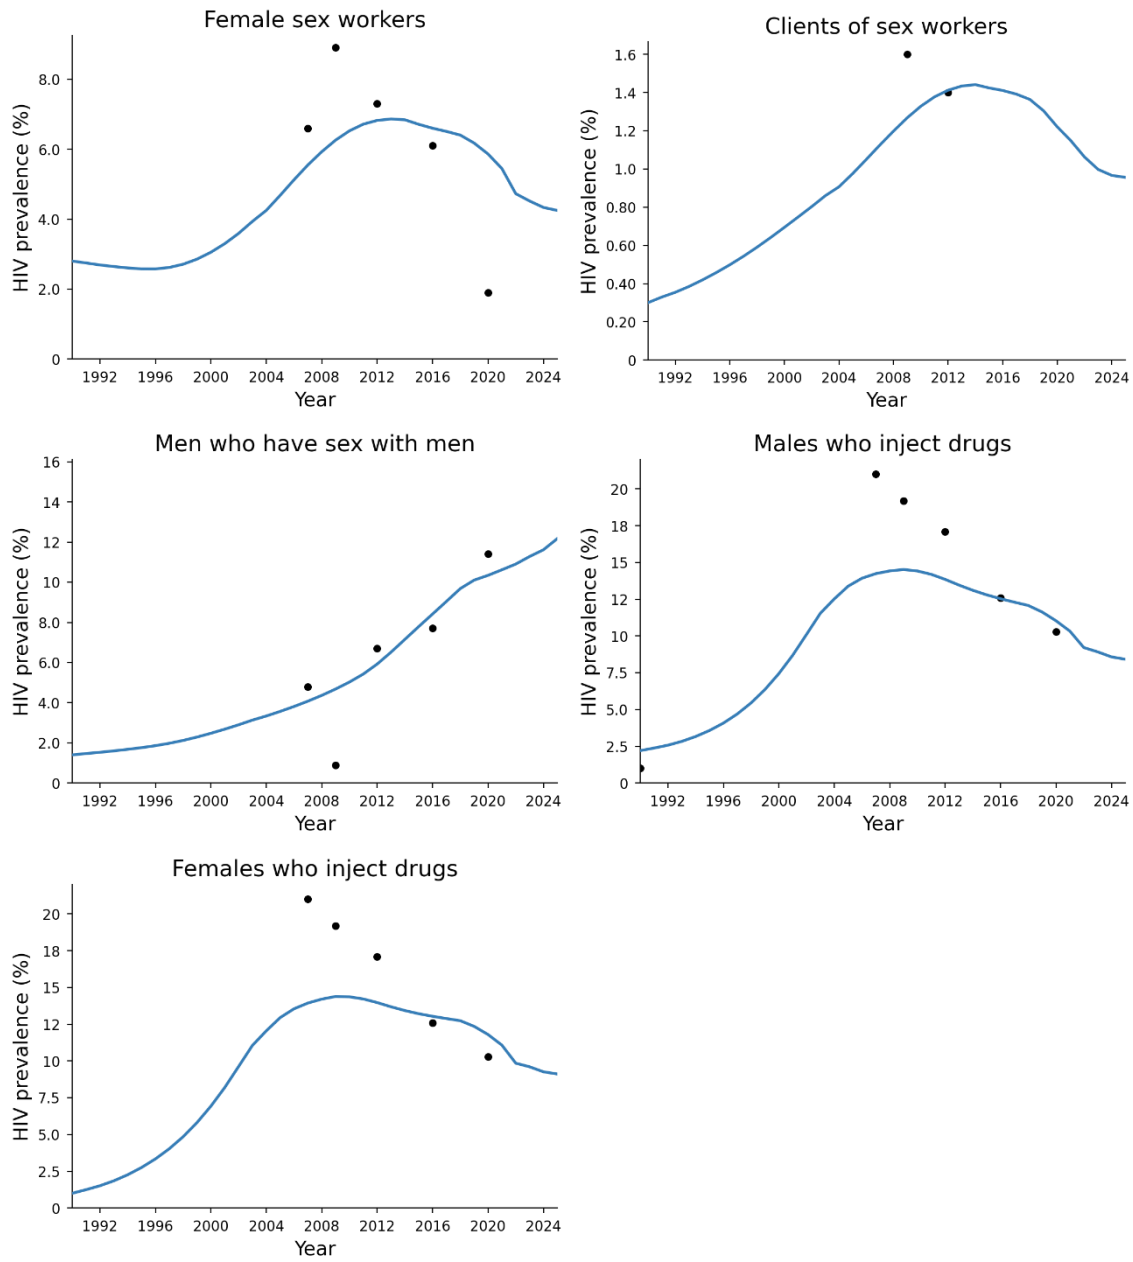 Female sex workers
HIV prevalence (%)
8.0
6.0
4.0
2.0
0
1992 1996 2000 2004 2008 2012 2016 2020 2024
Year
Clients of sex workers
HIV prevalence (%)
1.6
1.4
1.2
1.0
0.80
0.60
0.40
0.20
0
1992 1996 2000 2004 2008 2012 2016 2020 2024
Year
Men who have sex with men
HIV prevalence (%)
16
14
12
10
8.0
6.0
4.0
2.0
0
1992 1996 2000 2004 2008 2012 2016 2020 2024
Year
Males who inject drugs
HIV prevalence (%)
20
18
15
12
10
7.5
5.0
2.5
0
1992 1996 2000 2004 2008 2012 2016 2020 2024
Year
Females who inject drugs
HIV prevalence (%)
20
18
15
12
10
7.5
5.0
2.5
0
1992 1996 2000 2004 2008 2012 2016 2020 2024
Year